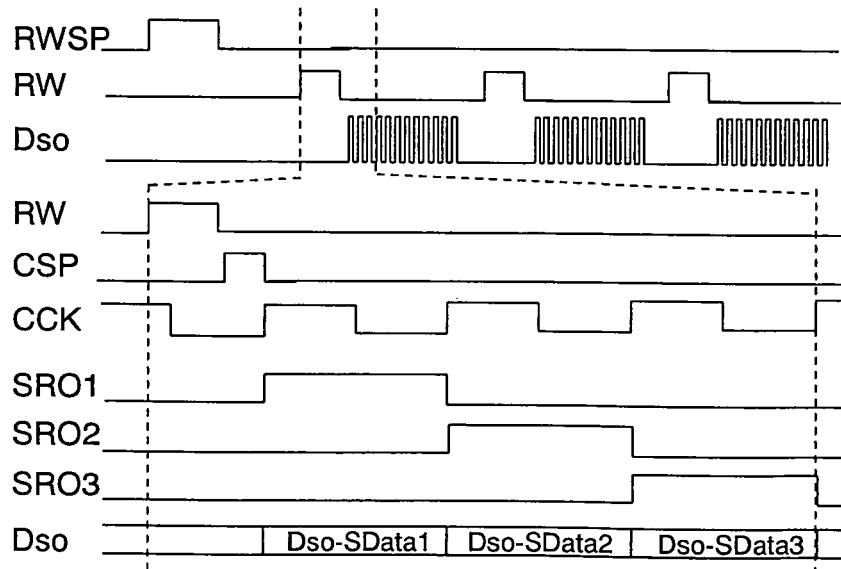 RWSP
RW
Dso
RW
CSP
CCK
SRO1
SRO2
SRO3
Dso Dso-SData1 Dso-SData2 Dso-SData3